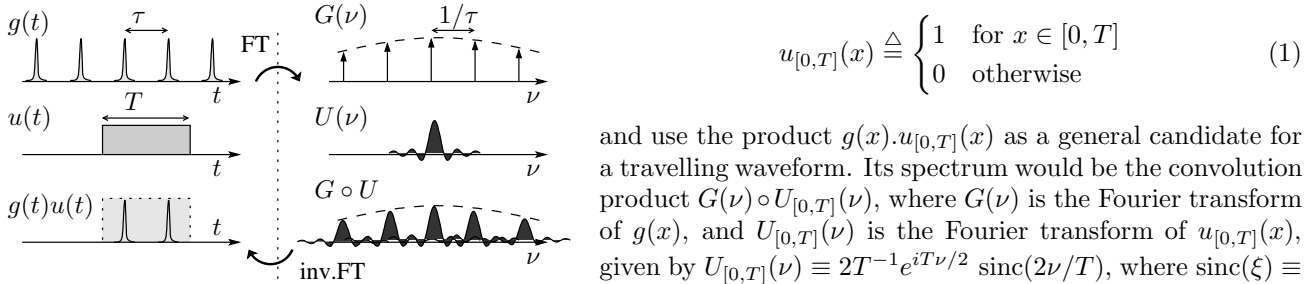 g(t) τ
FT
G(ν) 1/τ
t
ν
u(t) T
U(ν)
t
ν
g(t)u(t)
G ∘ U
t
ν
inv.FT
u_{[0,T]}(x) ≜ { 1 for x ∈ [0, T]
0 otherwise (1)
and use the product g(x).u_{[0,T]}(x) as a general candidate for
a travelling waveform. Its spectrum would be the convolution
product G(ν) ∘ U_{[0,T]}(ν), where G(ν) is the Fourier transform
of g(x), and U_{[0,T]}(ν) is the Fourier transform of u_{[0,T]}(x),
given by U_{[0,T]}(ν) ≡ 2T^{-1}e^{iTν/2} sinc(2ν/T), where sinc(ξ) ≡